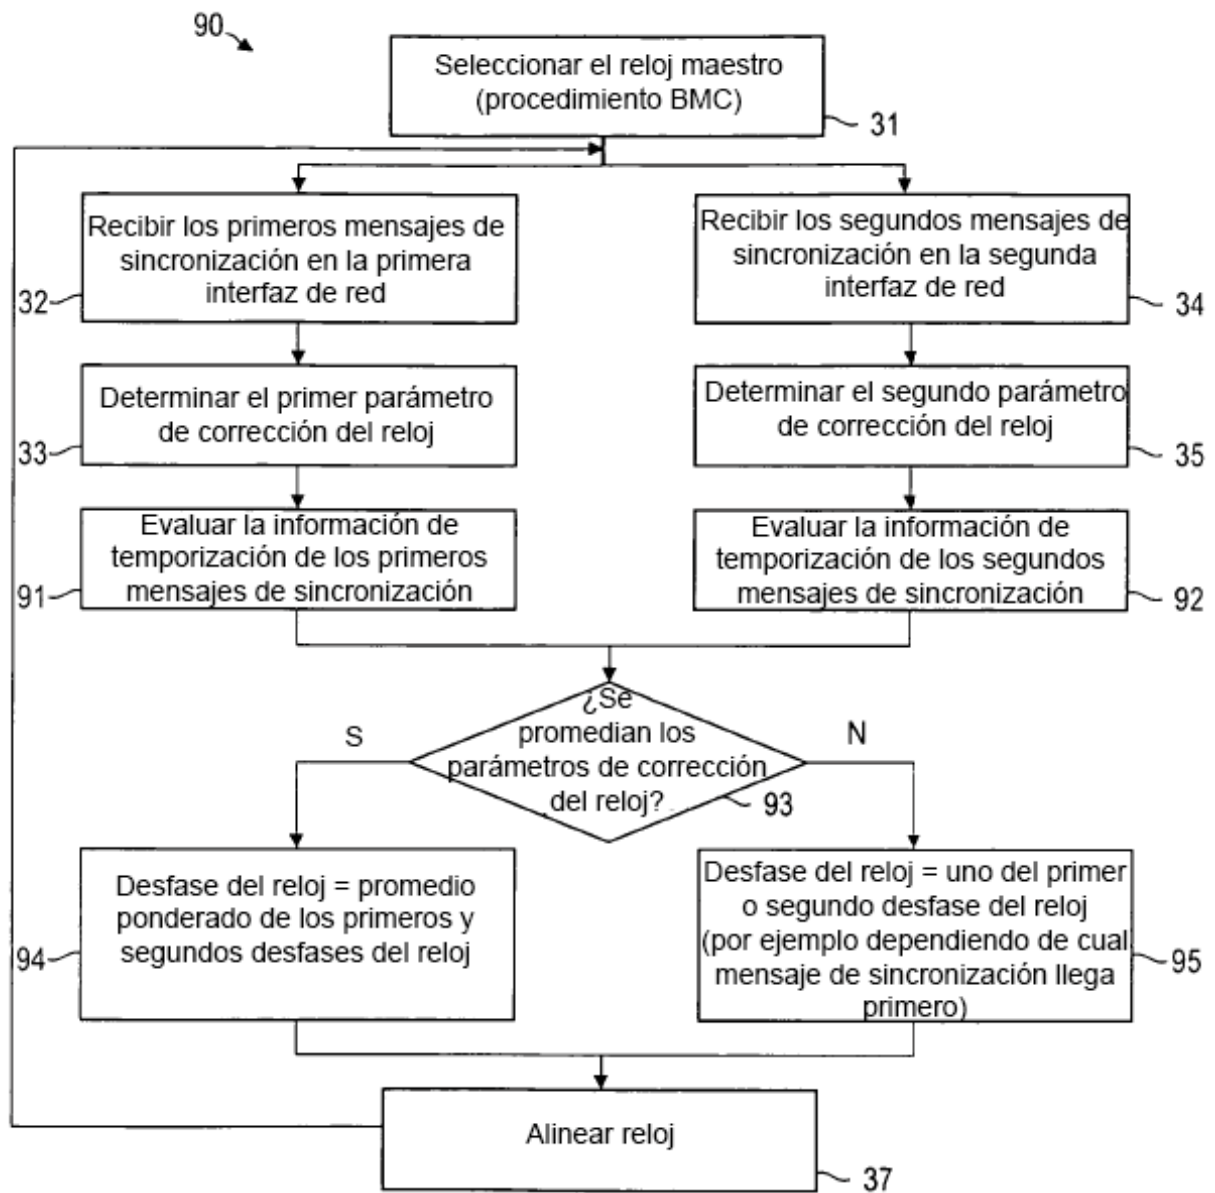 90
Seleccionar el reloj maestro
(procedimiento BMC)
31
Recibir los primeros mensajes de
sincronización en la primera
interfaz de red
32
Recibir los segundos mensajes de
sincronización en la segunda
interfaz de red
34
Determinar el primer parámetro
de corrección del reloj
33
Determinar el segundo parámetro
de corrección del reloj
35
Evaluar la información de
temporización de los primeros
mensajes de sincronización
91
Evaluar la información de
temporización de los segundos
mensajes de sincronización
92
¿Se
promedian los
parámetros de corrección
del reloj?
93
S
N
Desfase del reloj = promedio
ponderado de los primeros y
segundos desfases del reloj
94
Desfase del reloj = uno del primer
o segundo desfase del reloj
(por ejemplo dependiendo de cual
mensaje de sincronización llega
primero)
95
Alinear reloj
37